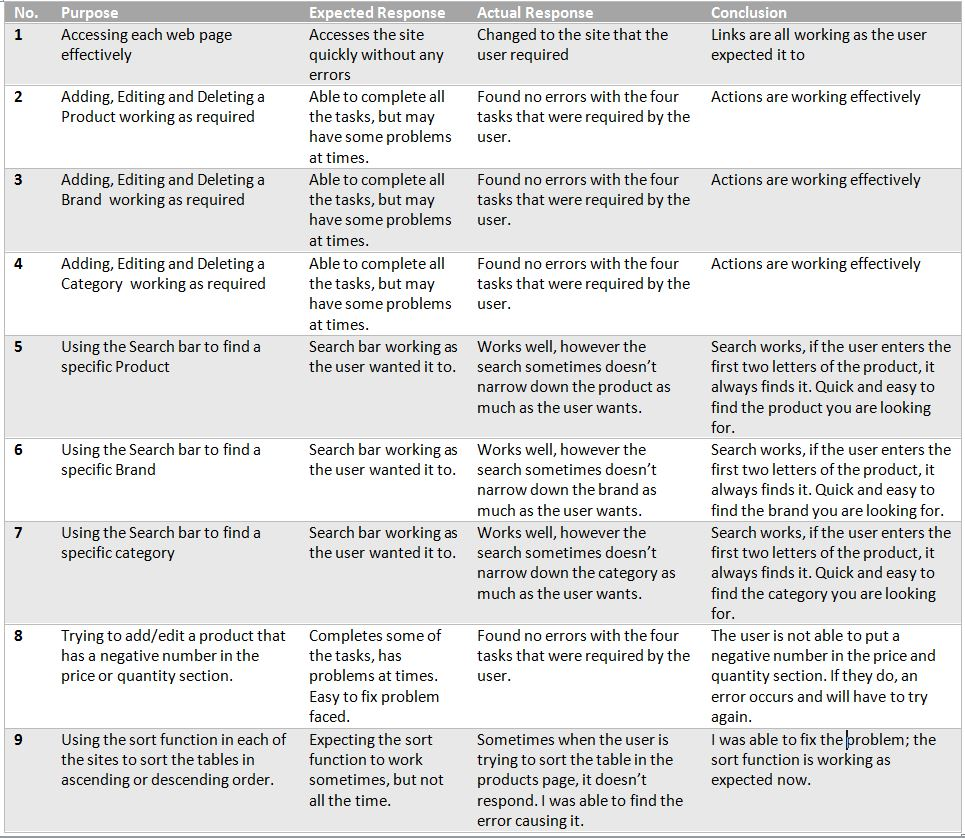 No. Purpose Expected Response Actual Response Conclusion
1 Accessing each web page effectively Accesses the site quickly without any errors Changed to the site that the user required Links are all working as the user expected it to
2 Adding, Editing and Deleting a Product working as required Able to complete all the tasks, but may have some problems at times. Found no errors with the four tasks that were required by the user. Actions are working effectively
3 Adding, Editing and Deleting a Brand working as required Able to complete all the tasks, but may have some problems at times. Found no errors with the four tasks that were required by the user. Actions are working effectively
4 Adding, Editing and Deleting a Category working as required Able to complete all the tasks, but may have some problems at times. Found no errors with the four tasks that were required by the user. Actions are working effectively
5 Using the Search bar to find a specific Product Search bar working as the user wanted it to. Works well, however the search sometimes doesn’t narrow down the product as much as the user wants. Search works, if the user enters the first two letters of the product, it always finds it. Quick and easy to find the product you are looking for.
6 Using the Search bar to find a specific Brand Search bar working as the user wanted it to. Works well, however the search sometimes doesn’t narrow down the brand as much as the user wants. Search works, if the user enters the first two letters of the product, it always finds it. Quick and easy to find the brand you are looking for.
7 Using the Search bar to find a specific category Search bar working as the user wanted it to. Works well, however the search sometimes doesn’t narrow down the category as much as the user wants. Search works, if the user enters the first two letters of the product, it always finds it. Quick and easy to find the category you are looking for.
8 Trying to add/edit a product that has a negative number in the price or quantity section. Completes some of the tasks, has problems at times. Easy to fix problem faced. Found no errors with the four tasks that were required by the user. The user is not able to put a negative number in the price and quantity section. If they do, an error occurs and will have to try again.
9 Using the sort function in each of the sites to sort the tables in ascending or descending order. Expecting the sort function to work sometimes, but not all the time. Sometimes when the user is trying to sort the table in the products page, it doesn’t respond. I was able to find the error causing it. I was able to fix the problem; the sort function is working as expected now.